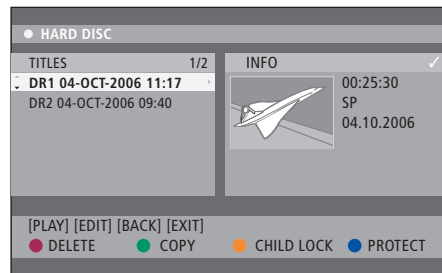 HARD DISC
TITLES 1/2
DR1 04-OCT-2006 11:17
DR2 04-OCT-2006 09:40
INFO
00:25:30
SP
04.10.2006
[PLAY] [EDIT] [BACK] [EXIT]
DELETE COPY CHILD LOCK PROTECT